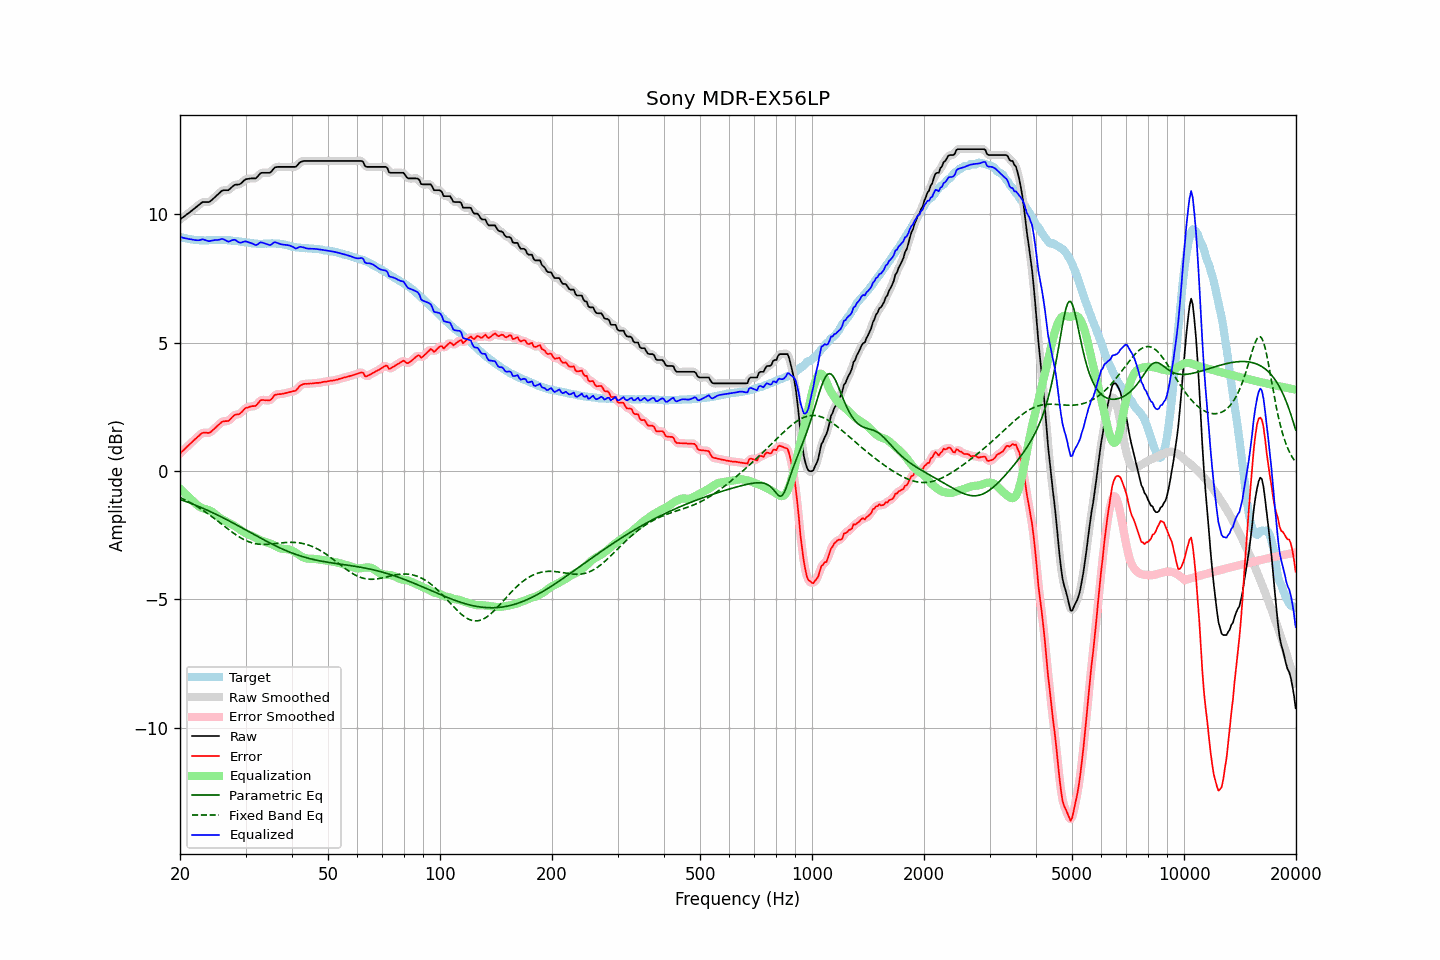 Sony MDR-EX56LP
Amplitude (dBr)
10
5
0
−5
−10
Target
Raw Smoothed
Error Smoothed
Raw
Error
Equalization
Parametric Eq
Fixed Band Eq
Equalized
20 50 100 200 500 1000 2000 5000 10000 20000
Frequency (Hz)